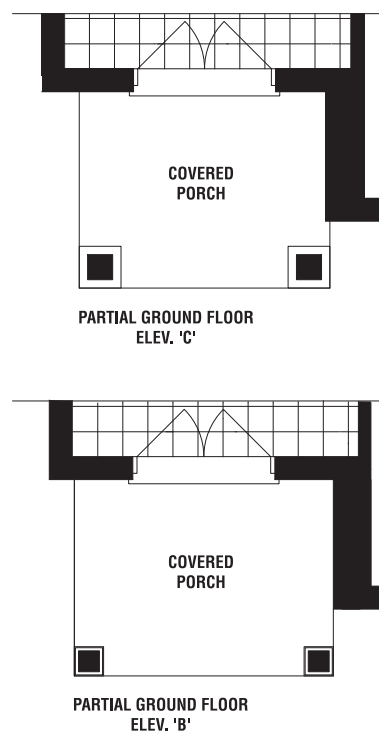 COVERED
PORCH
PARTIAL GROUND FLOOR
ELEV. 'C'
COVERED
PORCH
PARTIAL GROUND FLOOR
ELEV. 'B'